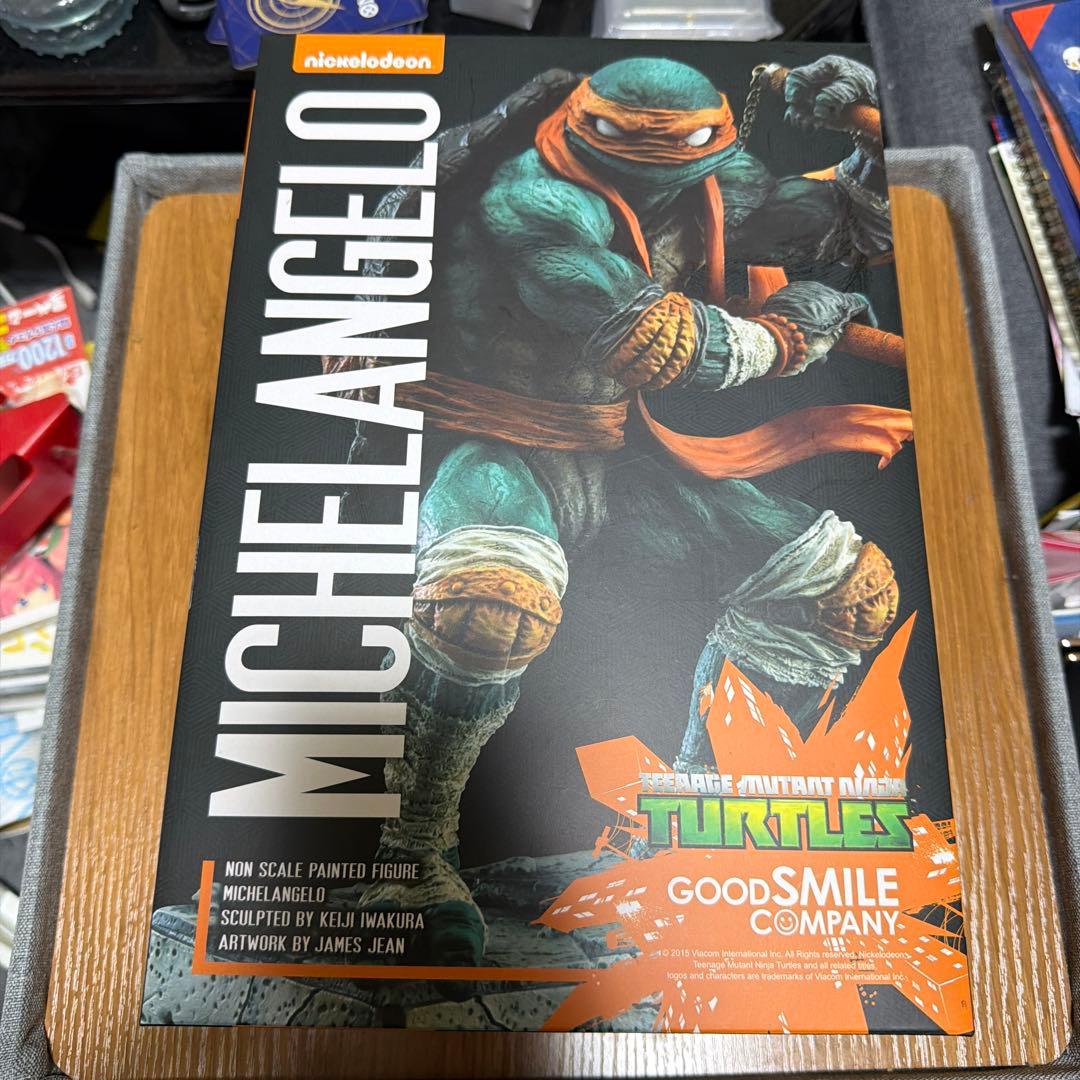 nickelodeon
MICHELANGELO
TEENAGE MUTANT NINJA
TURTLES
GOODSMILE
COMPANY
NON SCALE PAINTED FIGURE
MICHELANGELO
SCULPTED BY KEIJI IWAKURA
ARTWORK BY JAMES JEAN
© 2015 Viacom International Inc. All Rights reserved. Nickelodeon,
Teenage Mutant Ninja Turtles and all related titles,
logos and characters are trademarks of Viacom International Inc.
1200